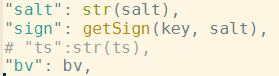 "salt": str(salt),
"sign": getSign(key, salt),
# "ts":str(ts),
"bv": bv,